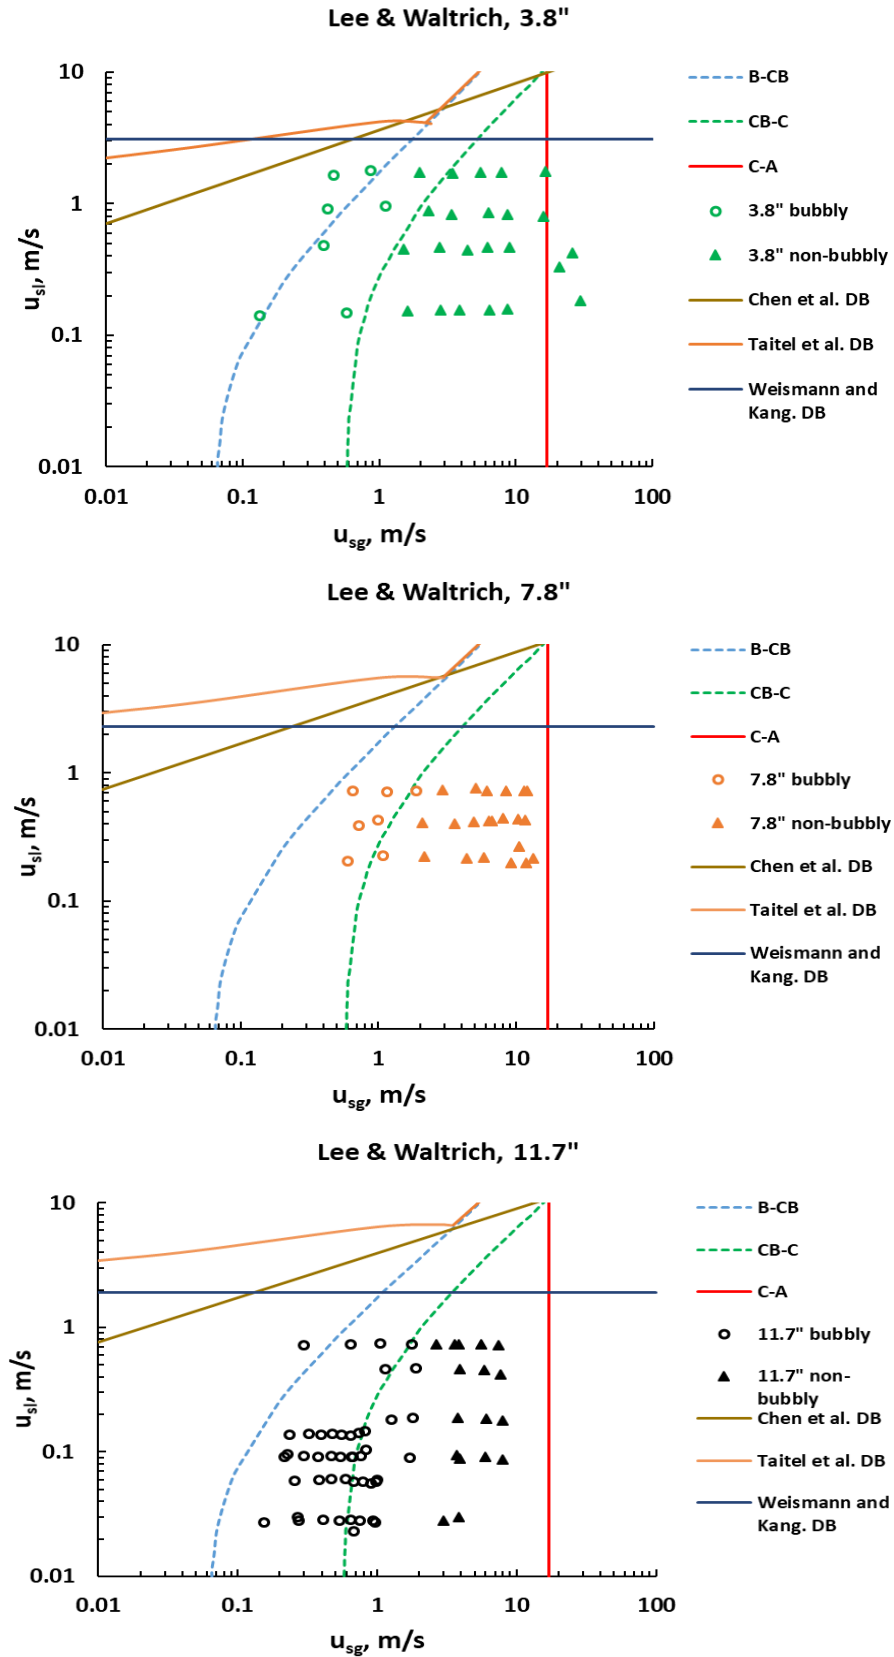 Lee & Waltrich, 3.8"
10
1
0.1
0.01
0.01
0.1
1
10
100
usl, m/s
usg, m/s
B-CB
CB-C
C-A
3.8" bubbly
3.8" non-bubbly
Chen et al. DB
Taitel et al. DB
Weismann and
Kang. DB
Lee & Waltrich, 7.8"
10
1
0.1
0.01
0.01
0.1
1
10
100
usl, m/s
usg, m/s
B-CB
CB-C
C-A
7.8" bubbly
7.8" non-bubbly
Chen et al. DB
Taitel et al. DB
Weismann and
Kang. DB
Lee & Waltrich, 11.7"
10
1
0.1
0.01
0.01
0.1
1
10
100
usl, m/s
usg, m/s
B-CB
CB-C
C-A
11.7" bubbly
11.7" non-
bubbly
Chen et al. DB
Taitel et al. DB
Weismann and
Kang. DB